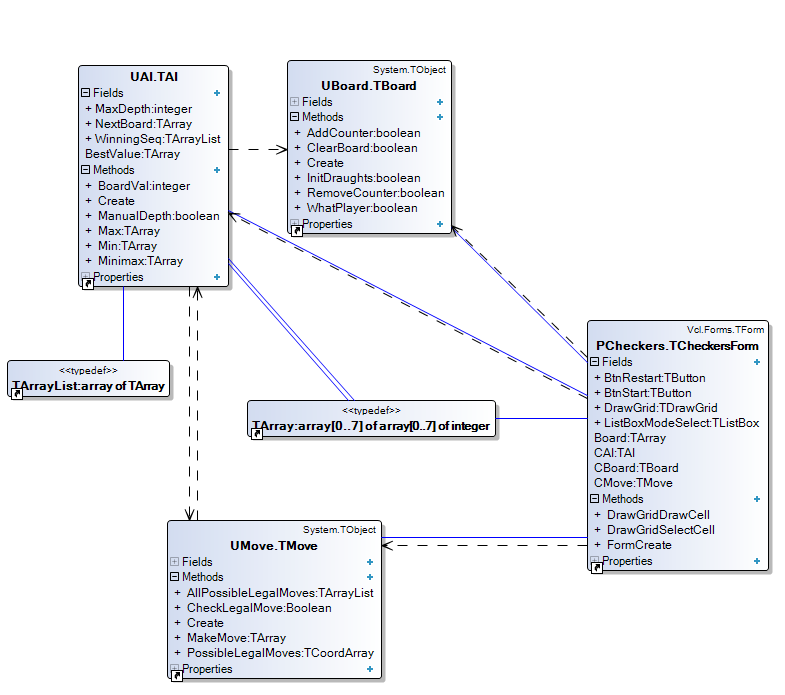 UAI.TAI
Fields
+ MaxDepth:integer
+ NextBoard:TArray
+ WinningSeq:TArrayList
BestValue:TArray
Methods
+ BoardVal:integer
+ Create
+ ManualDepth:boolean
+ Max:TArray
+ Min:TArray
+ Minimax:TArray
Properties
System.TObject
UBoard.TBoard
Fields
Methods
+ AddCounter:boolean
+ ClearBoard:boolean
+ Create
+ InitDraughts:boolean
+ RemoveCounter:boolean
+ WhatPlayer:boolean
Properties
Vcl.Forms.TForm
PCheckers.TCheckersForm
Fields
+ BtnRestart:TButton
+ BtnStart:TButton
+ DrawGrid:TDrawGrid
+ ListBoxModeSelect:TListBox
Board:TArray
CAI:TAI
CBoard:TBoard
CMove:TMove
Methods
+ DrawGridDrawCell
+ DrawGridSelectCell
+ FormCreate
Properties
<<typedef>>
TArrayList:array of TArray
<<typedef>>
TArray:array[0..7] of array[0..7] of integer
System.TObject
UMove.TMove
Fields
Methods
+ AllPossibleLegalMoves:TArrayList
+ CheckLegalMove:Boolean
+ Create
+ MakeMove:TArray
+ PossibleLegalMoves:TCoordArray
Properties